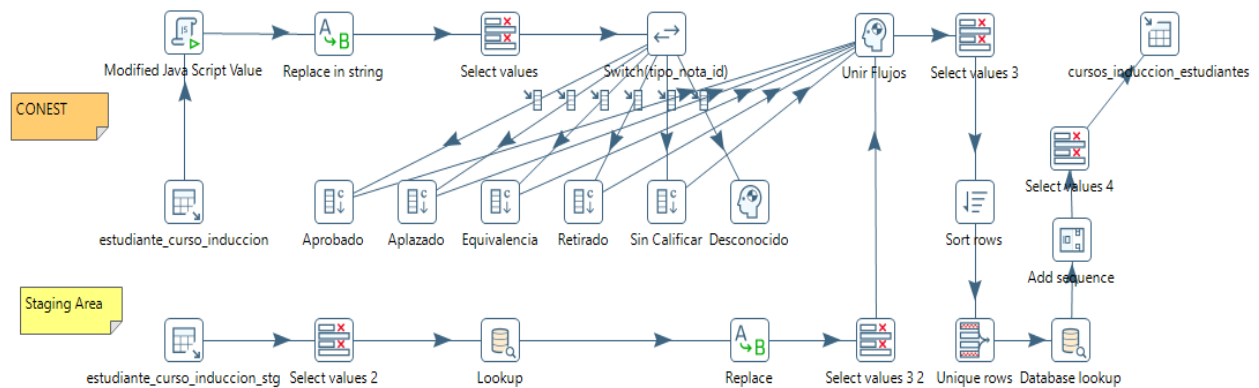 Modified Java Script Value
Replace in string
Select values
Switch(tipo_nota_id)
Unir Flujos
Select values 3
cursos_induccion_estudiantes
CONEST
Select values 4
estudiante_curso_induccion
Aprobado
Aplazado
Equivalencia
Retirado
Sin Calificar
Desconocido
Sort rows
Add sequence
Staging Area
estudiante_curso_induccion_stg
Select values 2
Lookup
Replace
Select values 3 2
Unique rows
Database lookup